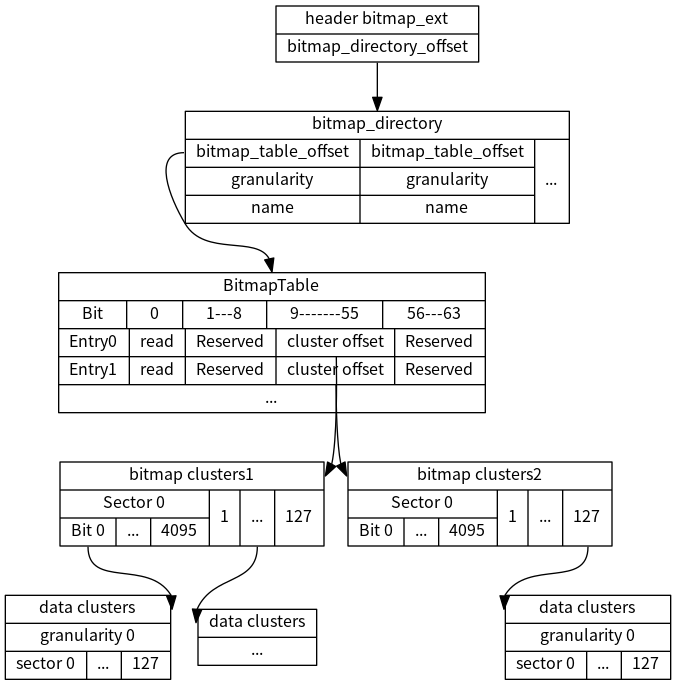 header bitmap_ext
bitmap_directory_offset
bitmap_directory
bitmap_table_offset bitmap_table_offset ...
granularity granularity
name name
BitmapTable
Bit 0 1---8 9-------55 56---63
Entry0 read Reserved cluster offset Reserved
Entry1 read Reserved cluster offset Reserved
...
bitmap clusters1
Sector 0 1 ... 127
Bit 0 ... 4095
bitmap clusters2
Sector 0 1 ... 127
Bit 0 ... 4095
data clusters
granularity 0
sector 0 ... 127
data clusters
...
data clusters
granularity 0
sector 0 ... 127